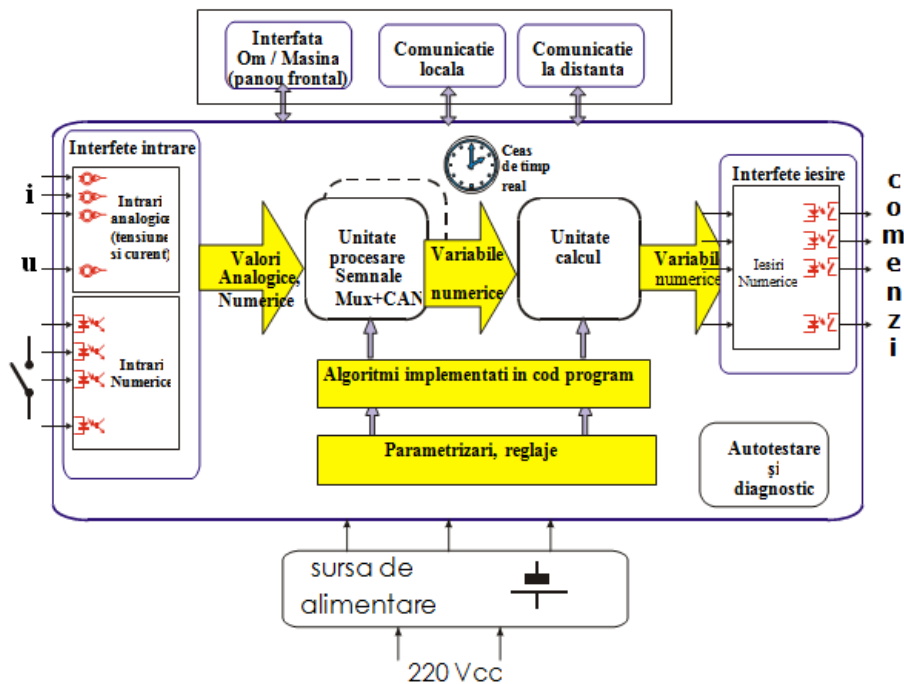 Interfata
Om / Masina
(panou frontal)
Comunicatie
locala
Comunicatie
la distanta
Interfete intrare
Ceas
de timp
real
Interfete iesire
i
u
Intrari
analogice
(tensiune
si curent)
Intrari
Numerice
Valori
Analogice,
Numerice
Unitate
procesare
Semnale
Mux+CAN
Variabile
numerice
Unitate
calcul
Variabile
numerice
Iesiri
Numerice
c
o
m
e
n
z
i
Algoritmi implementati in cod program
Parametrizari, reglaje
Autotestare
şi
diagnostic
sursa de
alimentare
220 Vcc